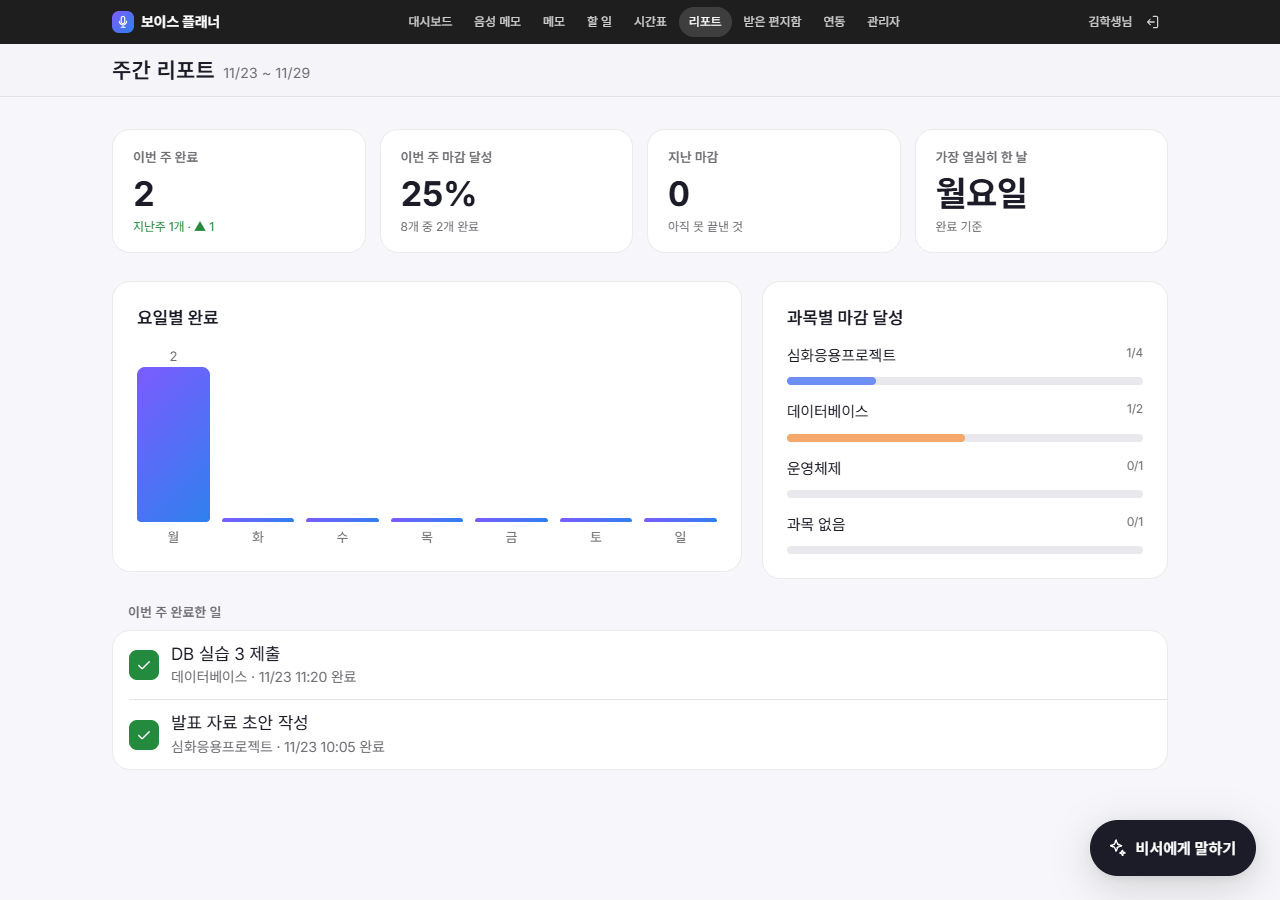 보이스 플래너
대시보드 음성 메모 메모 할 일 시간표 리포트 받은 편지함 연동 관리자
김학생님
주간 리포트 11/23 ~ 11/29
이번 주 완료
2
지난주 1개 · ▲ 1
이번 주 마감 달성
25%
8개 중 2개 완료
지난 마감
0
아직 못 끝낸 것
가장 열심히 한 날
월요일
완료 기준
요일별 완료
2
월 화 수 목 금 토 일
과목별 마감 달성
심화응용프로젝트 1/4
데이터베이스 1/2
운영체제 0/1
과목 없음 0/1
이번 주 완료한 일
DB 실습 3 제출
데이터베이스 · 11/23 11:20 완료
발표 자료 초안 작성
심화응용프로젝트 · 11/23 10:05 완료
비서에게 말하기